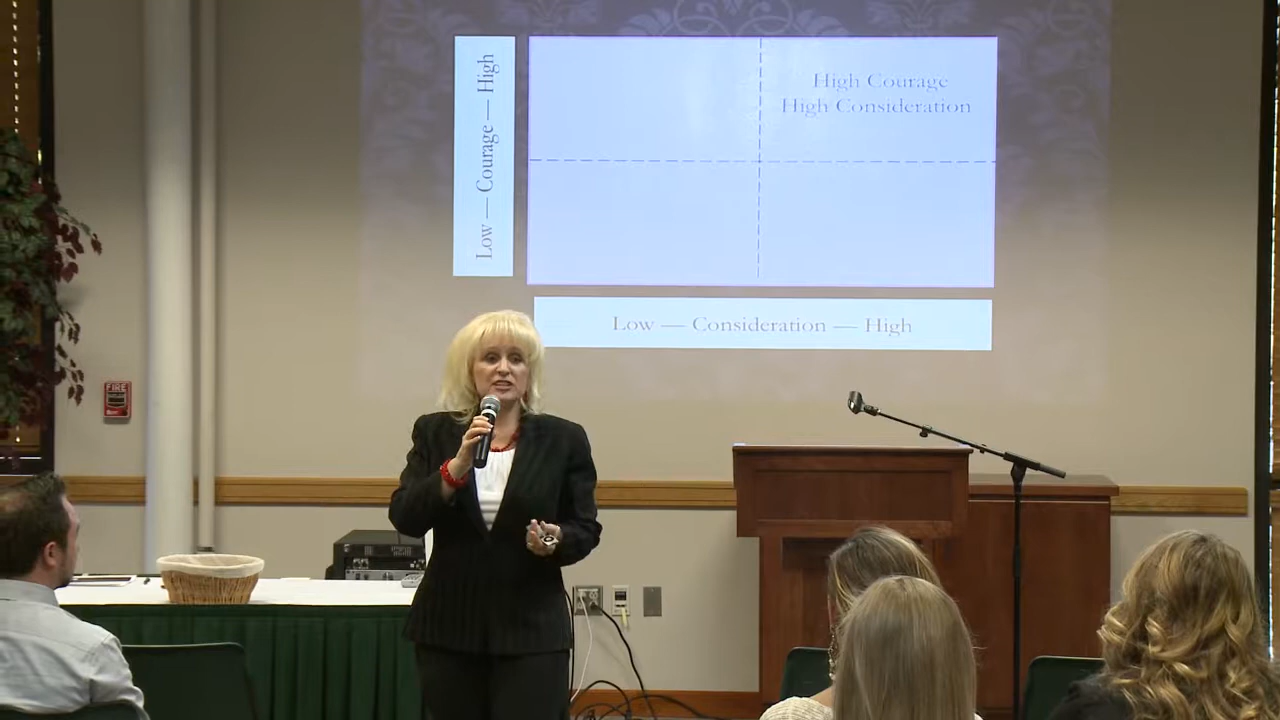 Low — Courage — High
High Courage
High Consideration
Low — Consideration — High
FIRE